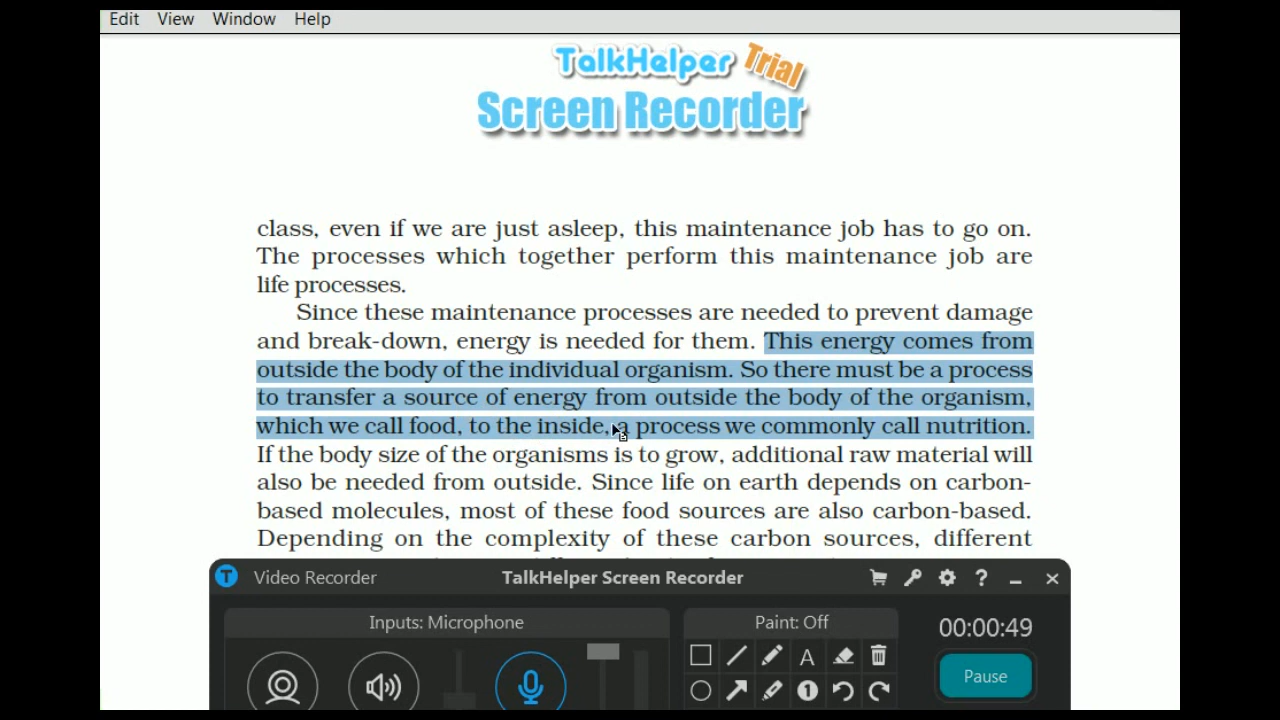 Edit View Window Help
TalkHelper Trial
Screen Recorder
class, even if we are just asleep, this maintenance job has to go on.
The processes which together perform this maintenance job are
life processes.
Since these maintenance processes are needed to prevent damage
and break-down, energy is needed for them. This energy comes from
outside the body of the individual organism. So there must be a process
to transfer a source of energy from outside the body of the organism,
which we call food, to the inside, a process we commonly call nutrition.
If the body size of the organisms is to grow, additional raw material will
also be needed from outside. Since life on earth depends on carbon-
based molecules, most of these food sources are also carbon-based.
Depending on the complexity of these carbon sources, different
T Video Recorder TalkHelper Screen Recorder ?
Inputs: Microphone Paint: Off 00:00:49
A
1
Pause